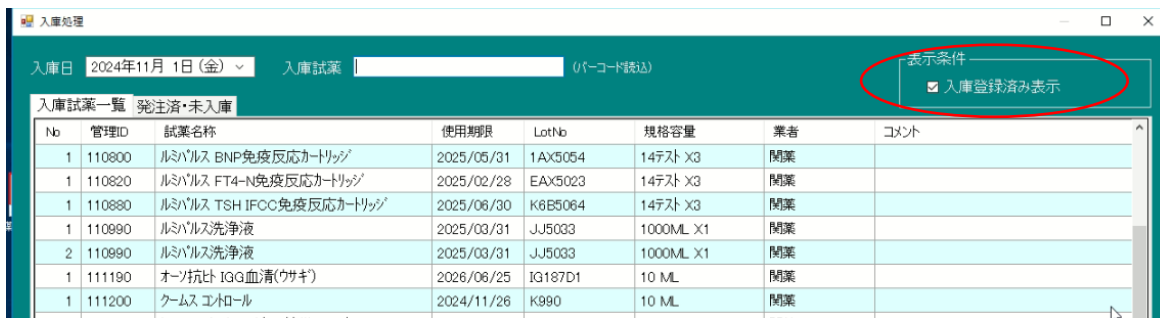 入庫処理
入庫日 2024年11月 1日(金) 入庫試薬 (バーコード読込)
表示条件
入庫登録済み表示
入庫試薬一覧 発注済・未入庫
No 管理ID 試薬名称 使用期限 LotNo 規格容量 業者 コメント
1 110800 ルミパルス BNP免疫反応カートリッジ 2025/05/31 1AX5054 14テスト X3 関薬
1 110820 ルミパルス FT4-N免疫反応カートリッジ 2025/02/28 EAX5023 14テスト X3 関薬
1 110880 ルミパルス TSH IFCC免疫反応カートリッジ 2025/06/30 K6B5064 14テスト X3 関薬
1 110990 ルミパルス洗浄液 2025/03/31 JJ5033 1000ML X1 関薬
2 110990 ルミパルス洗浄液 2025/03/31 JJ5033 1000ML X1 関薬
1 111190 オーソ抗ヒト IGG血清(ウサギ) 2026/06/25 IG187D1 10 ML 関薬
1 111200 クームス コントロール 2024/11/26 K990 10 ML 関薬